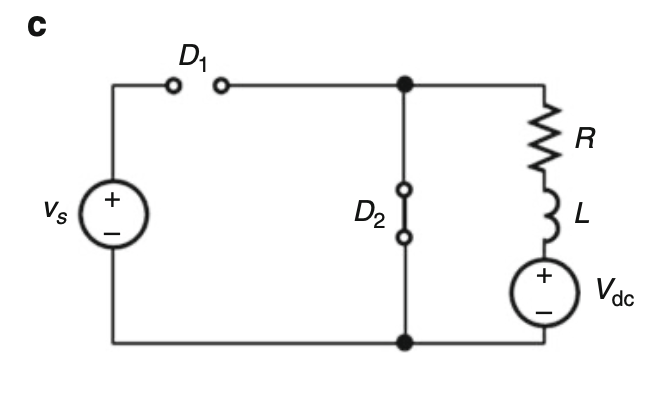 c
D1
R
vs
+
−
D2
L
+
−
Vdc